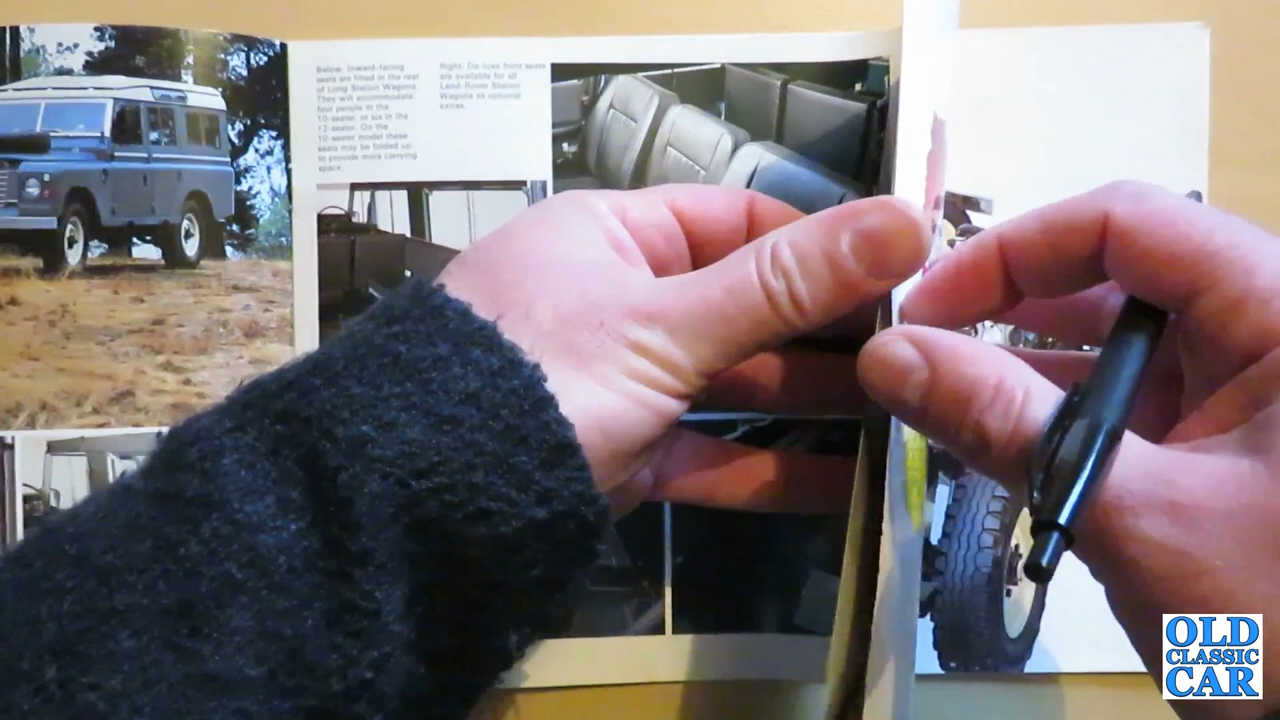 Below: Inward-facing
seats are fitted in the rear
of Long Station Wagons.
They will accommodate
four people in the
10-seater, or six in the
12-seater. On the
10-seater model these
seats may be folded up
to provide more carrying
space.
Right: De-luxe front seats
are available for all
Land-Rover Station
Wagons as optional
extras.
OLD
CLASSIC
CAR